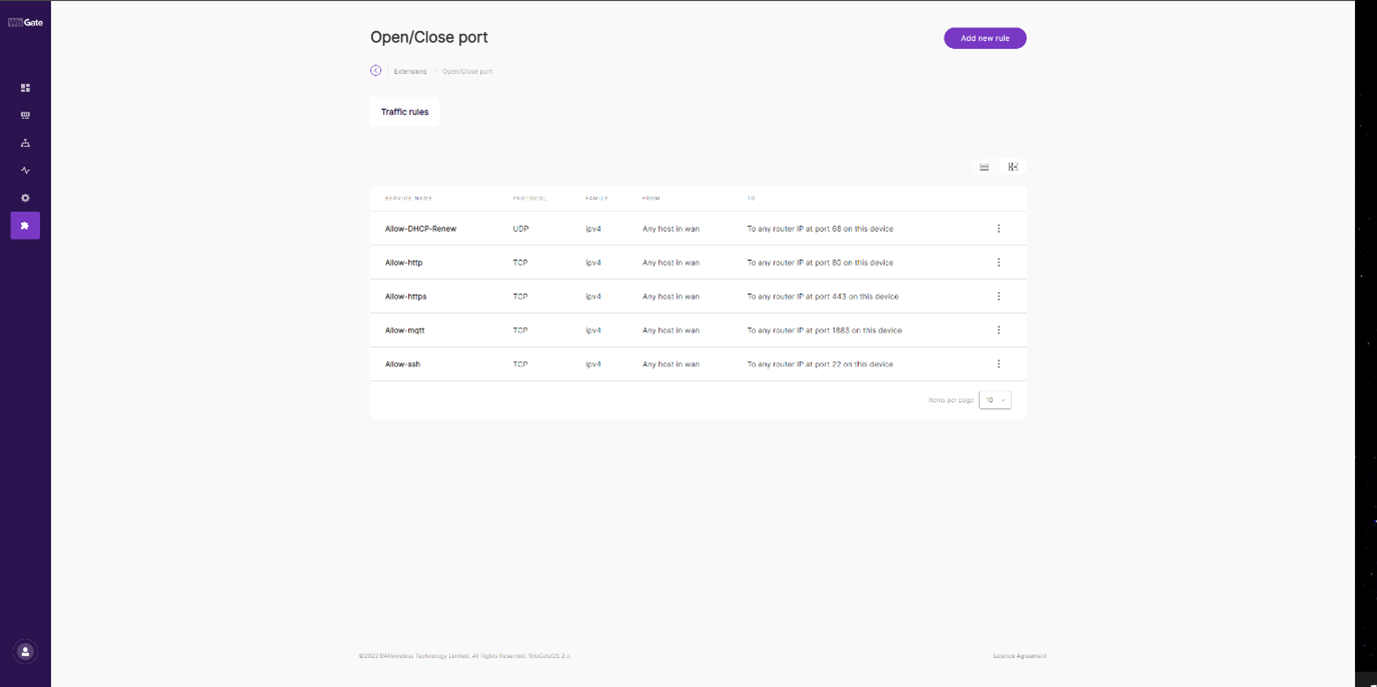 WisGate
Open/Close port
Add new rule
Extensions / Open/Close port
Traffic rules
SERVICE NAME PROTOCOL FAMILY FROM TO
Allow-DHCP-Renew UDP ipv4 Any host in wan To any router IP at port 68 on this device
Allow-http TCP ipv4 Any host in wan To any router IP at port 80 on this device
Allow-https TCP ipv4 Any host in wan To any router IP at port 443 on this device
Allow-mqtt TCP ipv4 Any host in wan To any router IP at port 1883 on this device
Allow-ssh TCP ipv4 Any host in wan To any router IP at port 22 on this device
Items per page 10
©2022 RAKwireless Technology Limited. All Rights Reserved. WisGateOS 2.x. Licence Agreement